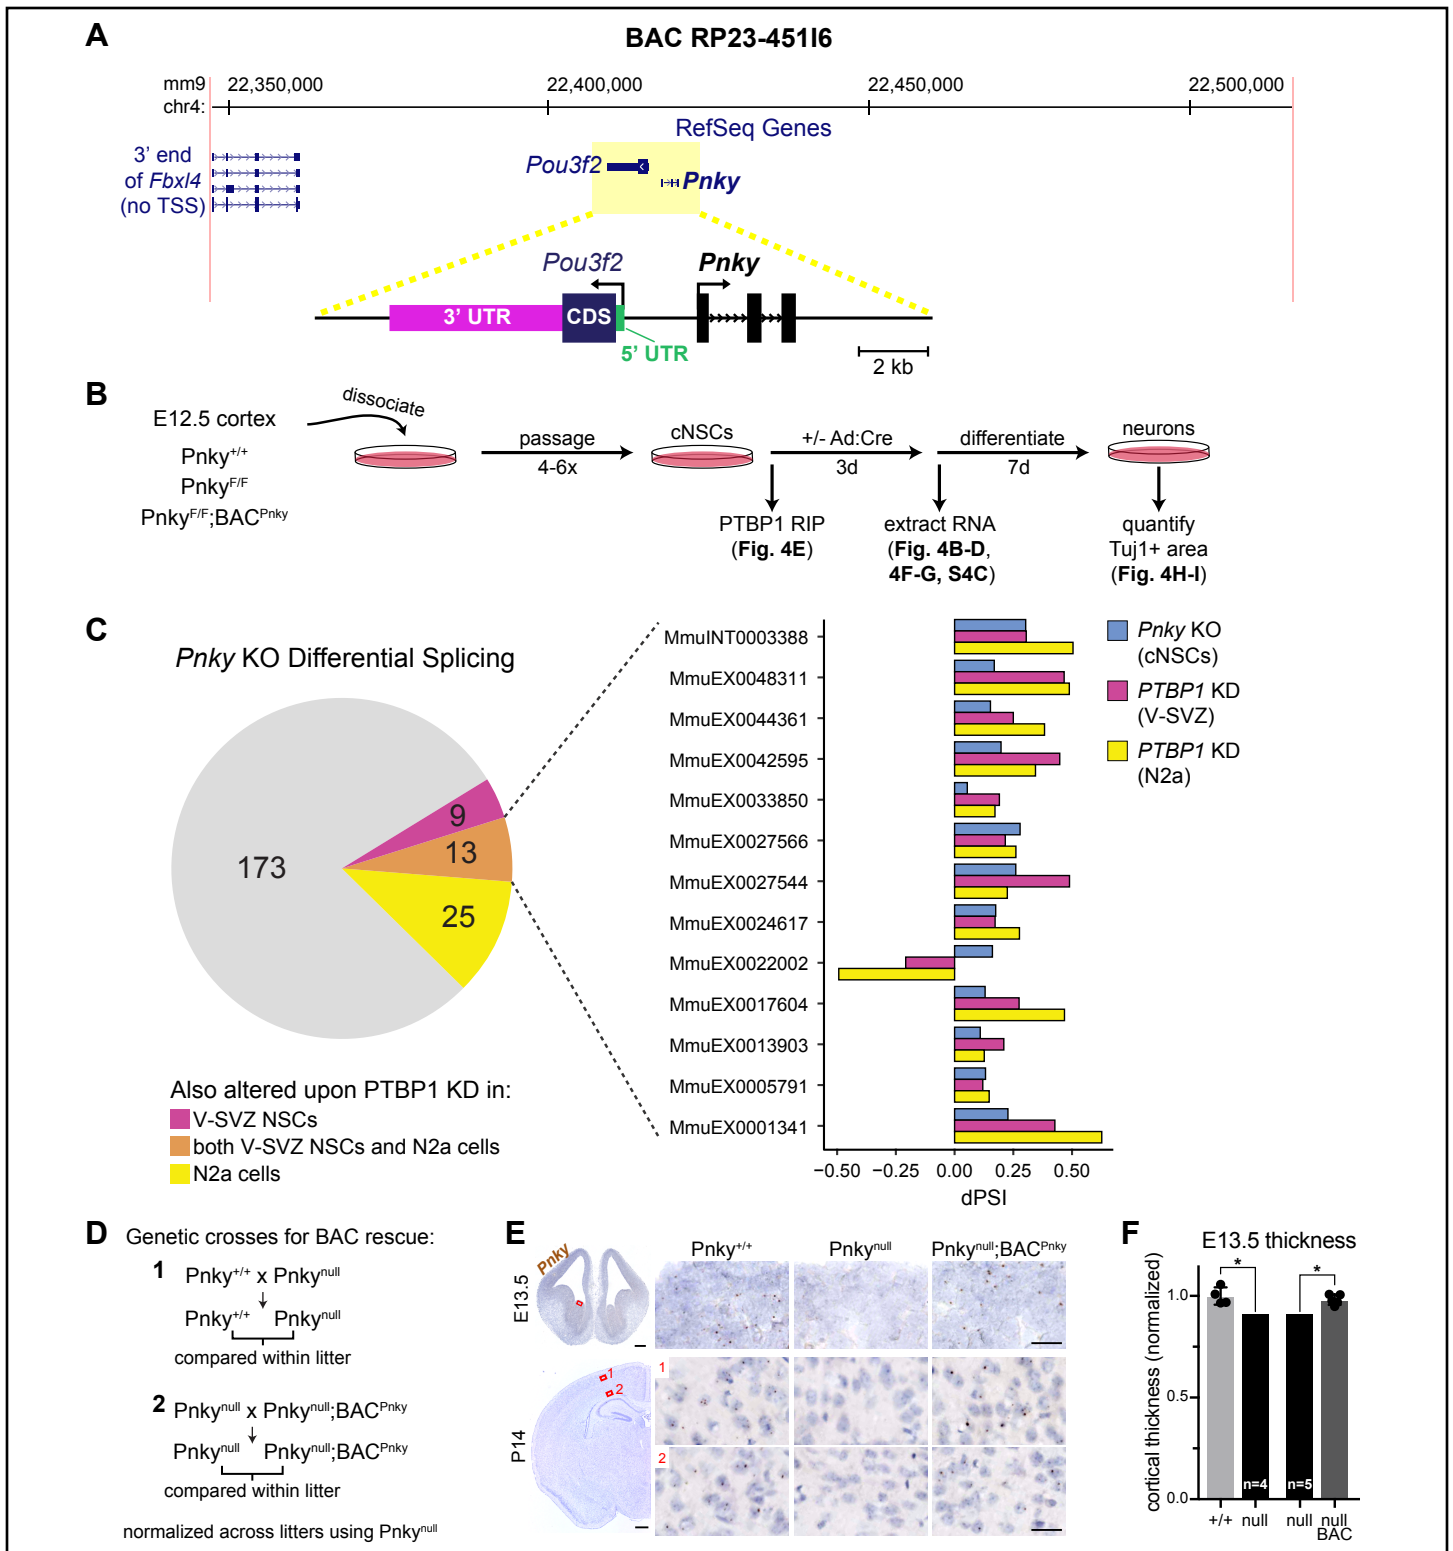 A
BAC RP23-451I6
mm9
chr4:
22,350,000
22,400,000
22,450,000
22,500,000
RefSeq Genes
3’ end
of Fbxl4
(no TSS)
Pou3f2
Pnky
Pou3f2
Pnky
3’ UTR
CDS
5’ UTR
2 kb
B
E12.5 cortex
Pnky+/+
PnkyF/F
PnkyF/F;BACPnky
dissociate
passage
4-6x
cNSCs
+/- Ad:Cre
3d
differentiate
7d
neurons
PTBP1 RIP
(Fig. 4E)
extract RNA
(Fig. 4B-D,
4F-G, S4C)
quantify
Tuj1+ area
(Fig. 4H-I)
C
Pnky KO Differential Splicing
173
9
13
25
Also altered upon PTBP1 KD in:
V-SVZ NSCs
both V-SVZ NSCs and N2a cells
N2a cells
MmuINT0003388
MmuEX0048311
MmuEX0044361
MmuEX0042595
MmuEX0033850
MmuEX0027566
MmuEX0027544
MmuEX0024617
MmuEX0022002
MmuEX0017604
MmuEX0013903
MmuEX0005791
MmuEX0001341
−0.50 −0.25 0.00 0.25 0.50
dPSI
Pnky KO
(cNSCs)
PTBP1 KD
(V-SVZ)
PTBP1 KD
(N2a)
D
Genetic crosses for BAC rescue:
1
Pnky+/+ x Pnkynull
Pnky+/+ Pnkynull
compared within litter
2
Pnkynull x Pnkynull;BACPnky
Pnkynull Pnkynull;BACPnky
compared within litter
normalized across litters using Pnkynull
E
Pnky
Pnky+/+
Pnkynull
Pnkynull;BACPnky
E13.5
P14
1
2
1
2
F
E13.5 thickness
cortical thickness (normalized)
1.0
0.5
0.0
*
*
n=4
n=5
+/+ null null null
BAC